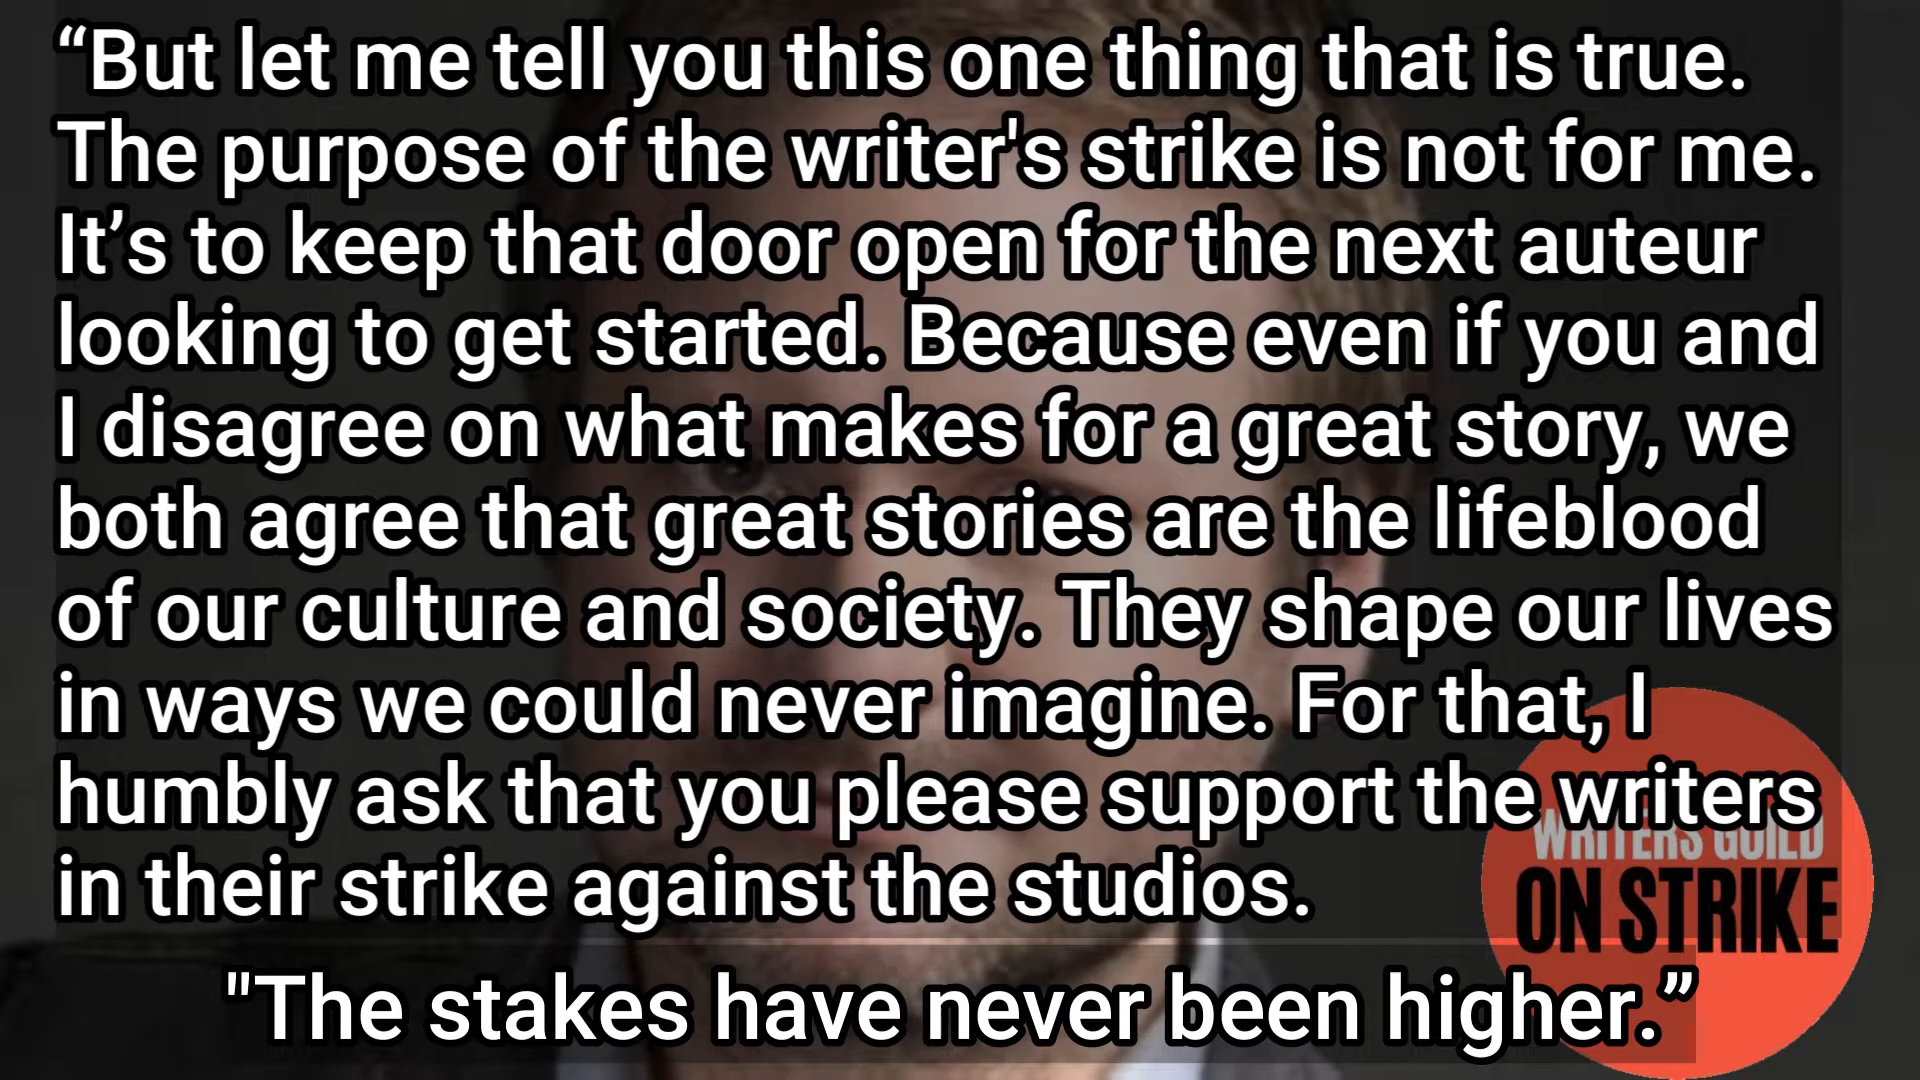 “But let me tell you this one thing that is true.
The purpose of the writer's strike is not for me.
It’s to keep that door open for the next auteur
looking to get started. Because even if you and
I disagree on what makes for a great story, we
both agree that great stories are the lifeblood
of our culture and society. They shape our lives
in ways we could never imagine. For that, I
humbly ask that you please support the writers
in their strike against the studios.
WRITERS GUILD
ON STRIKE
"The stakes have never been higher.”